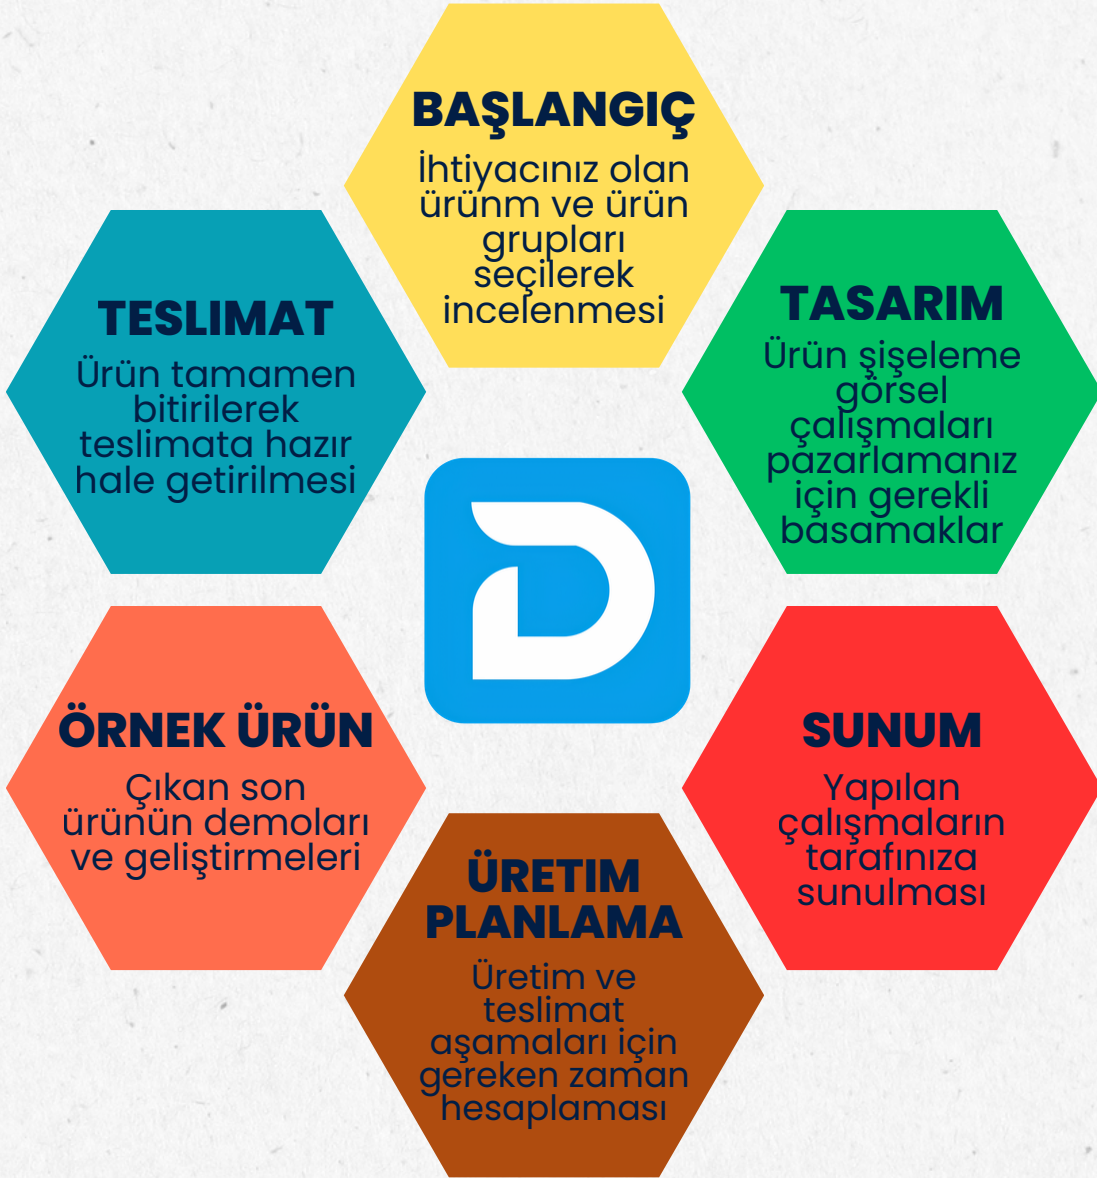 BAŞLANGIÇ
İhtiyacınız olan
ürünm ve ürün
grupları
seçilerek
incelenmesi
TASARIM
Ürün şişeleme
görsel
çalışmaları
pazarlamanız
için gerekli
basamaklar
SUNUM
Yapılan
çalışmaların
tarafınıza
sunulması
ÜRETIM
PLANLAMA
Üretim ve
teslimat
aşamaları için
gereken zaman
hesaplaması
ÖRNEK ÜRÜN
Çıkan son
ürünün demoları
ve geliştirmeleri
TESLIMAT
Ürün tamamen
bitirilerek
teslimata hazır
hale getirilmesi
D